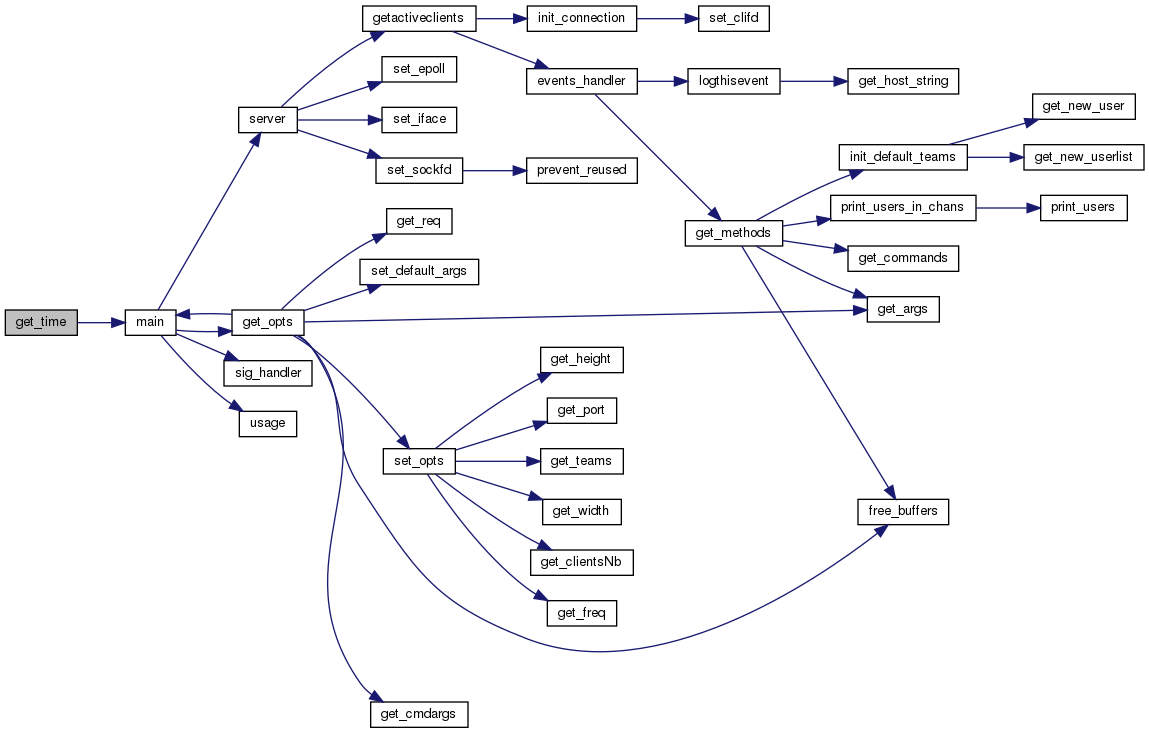 getactiveclients
init_connection
set_clifd
set_epoll
events_handler
logthisevent
get_host_string
server
set_iface
get_new_user
set_sockfd
prevent_reused
init_default_teams
get_new_userlist
get_req
print_users_in_chans
print_users
get_methods
set_default_args
get_commands
get_time
main
get_opts
get_args
sig_handler
get_height
usage
get_port
set_opts
get_teams
get_width
free_buffers
get_clientsNb
get_freq
get_cmdargs